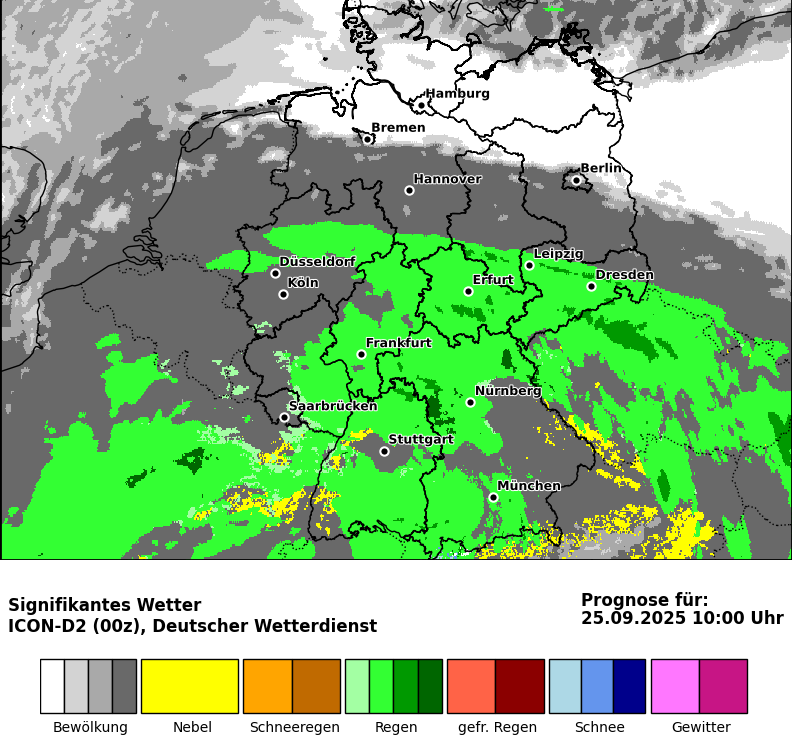 Hamburg
Bremen
Berlin
Hannover
Leipzig
Düsseldorf
Dresden
Köln
Erfurt
Frankfurt
Nürnberg
Saarbrücken
Stuttgart
München
Signifikantes Wetter
ICON-D2 (00z), Deutscher Wetterdienst
Prognose für:
25.09.2025 10:00 Uhr
Bewölkung Nebel Schneeregen Regen gefr. Regen Schnee Gewitter